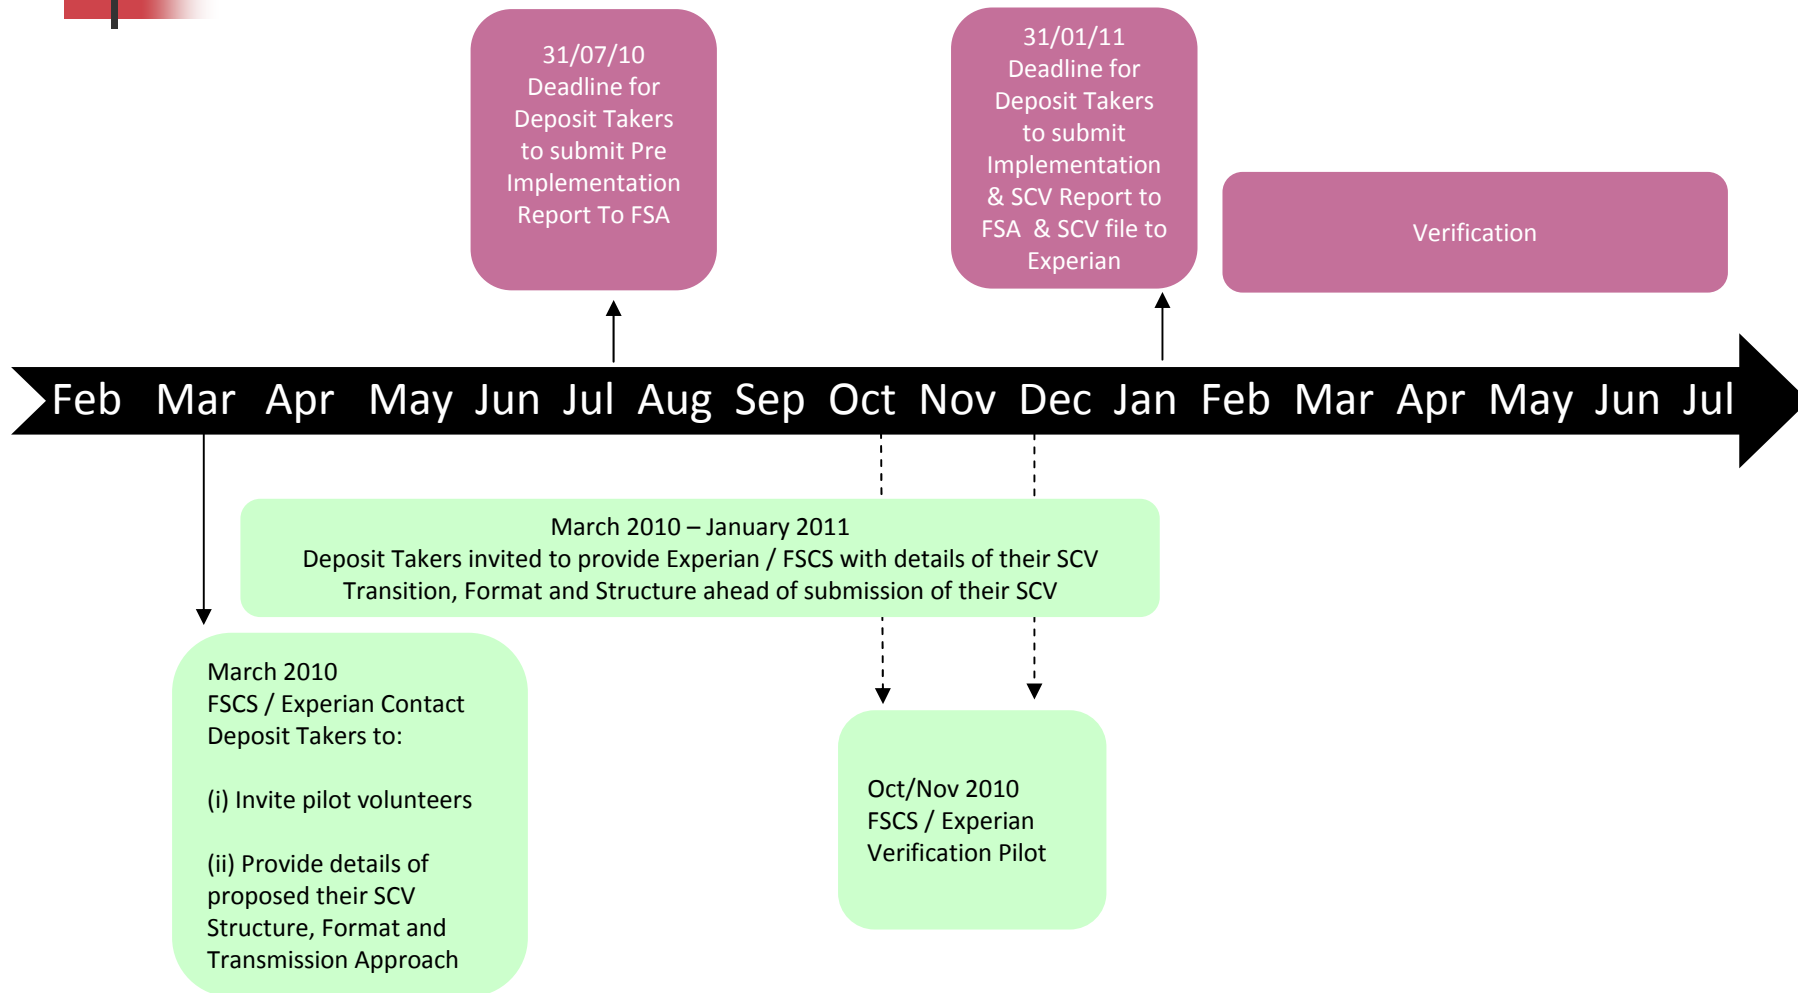 31/07/10
Deadline for
Deposit Takers
to submit Pre
Implementation
Report To FSA
31/01/11
Deadline for
Deposit Takers
to submit
Implementation
& SCV Report to
FSA & SCV file to
Experian
Verification
Feb Mar Apr May Jun Jul Aug Sep Oct Nov Dec Jan Feb Mar Apr May Jun Jul
March 2010 – January 2011
Deposit Takers invited to provide Experian / FSCS with details of their SCV
Transition, Format and Structure ahead of submission of their SCV
March 2010
FSCS / Experian Contact
Deposit Takers to:
(i) Invite pilot volunteers
(ii) Provide details of
proposed their SCV
Structure, Format and
Transmission Approach
Oct/Nov 2010
FSCS / Experian
Verification Pilot